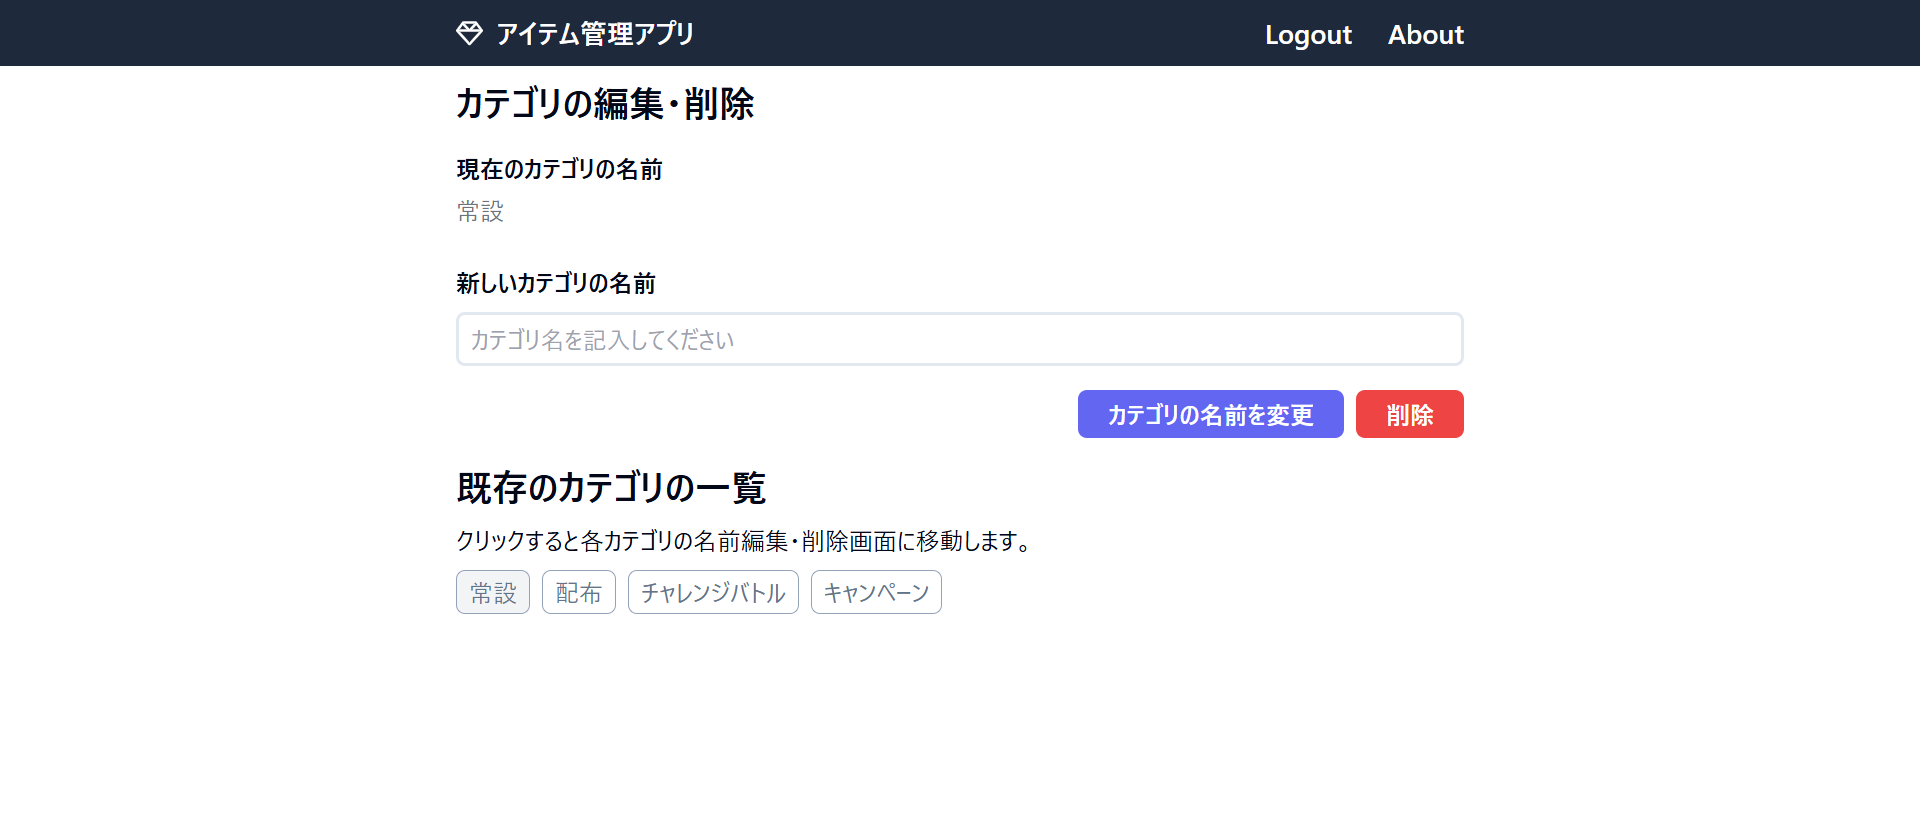 アイテム管理アプリ Logout About
カテゴリの編集・削除
現在のカテゴリの名前
常設
新しいカテゴリの名前
カテゴリ名を記入してください
カテゴリの名前を変更 削除
既存のカテゴリの一覧
クリックすると各カテゴリの名前編集・削除画面に移動します。
常設 配布 チャレンジバトル キャンペーン